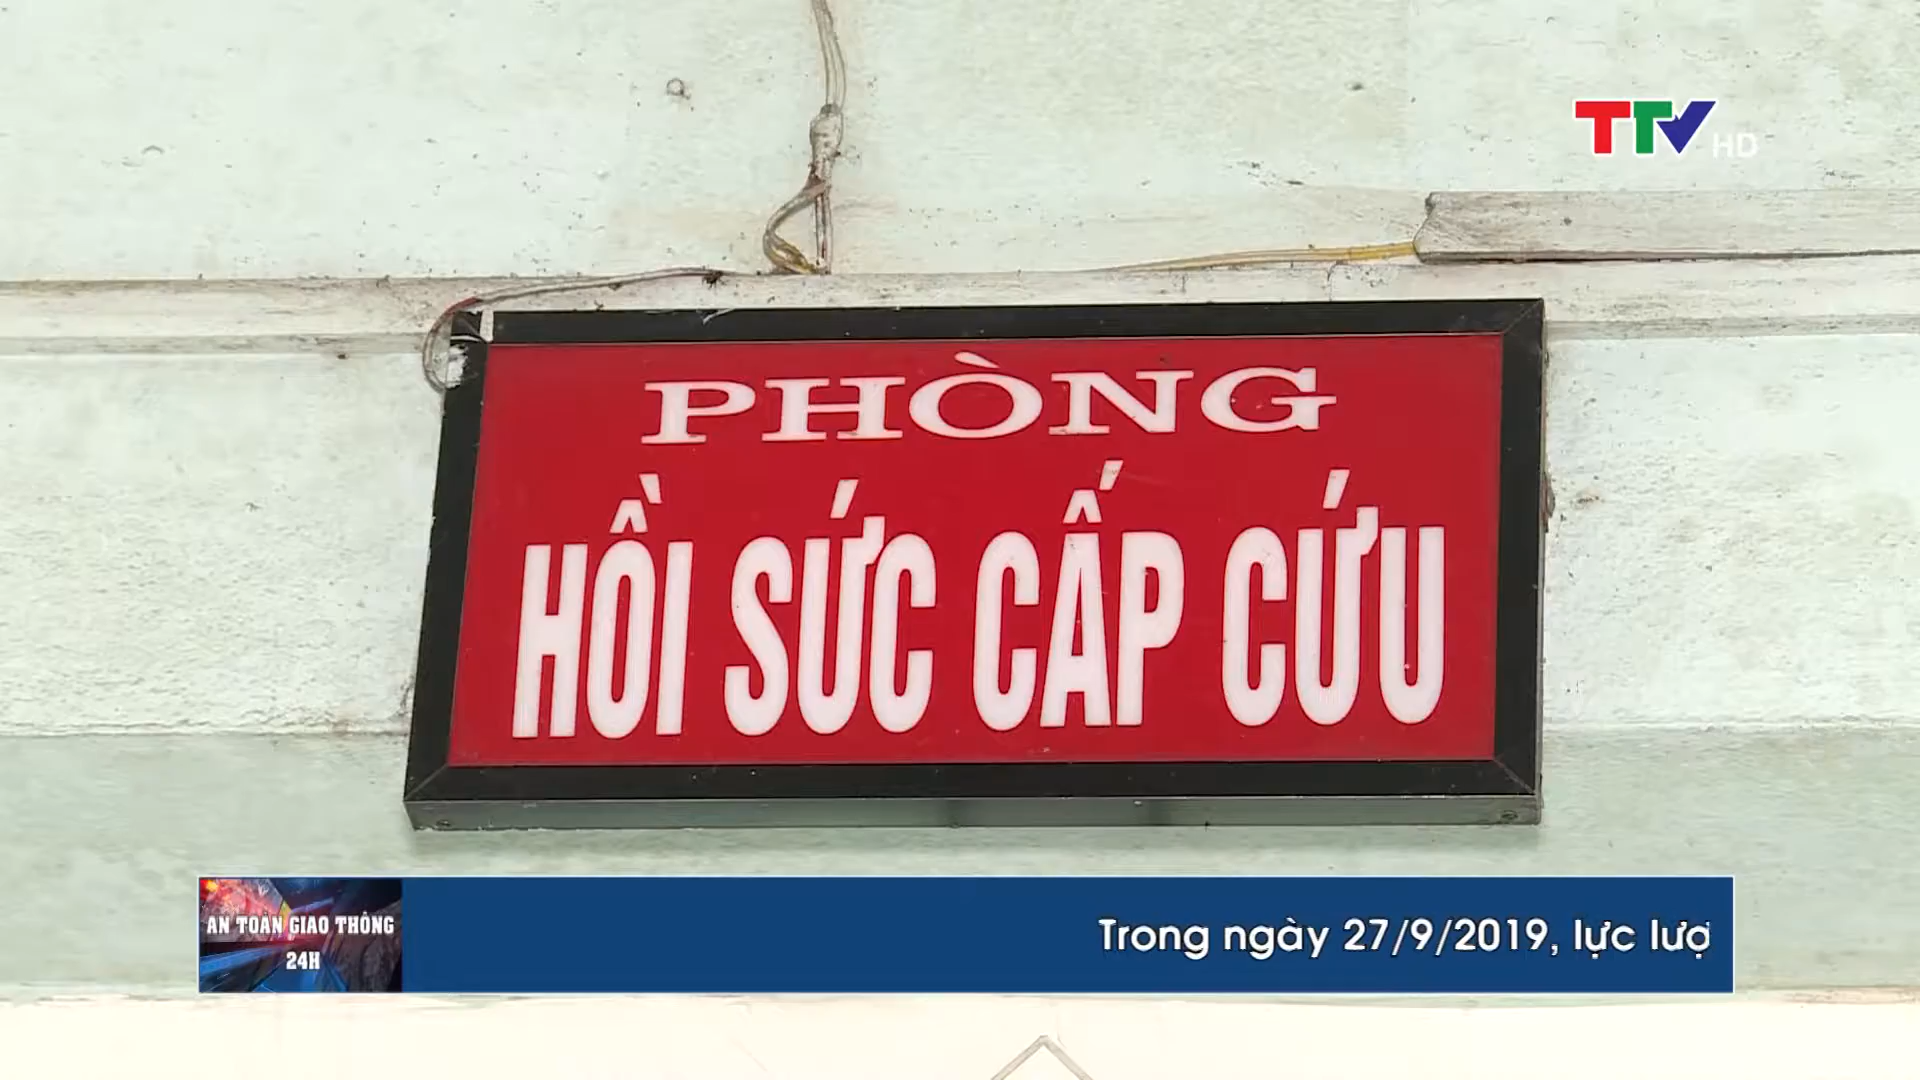 TTV HD
PHÒNG
HỒI SỨC CẤP CỨU
AN TOÀN GIAO THÔNG
24H
Trong ngày 27/9/2019, lực lượ